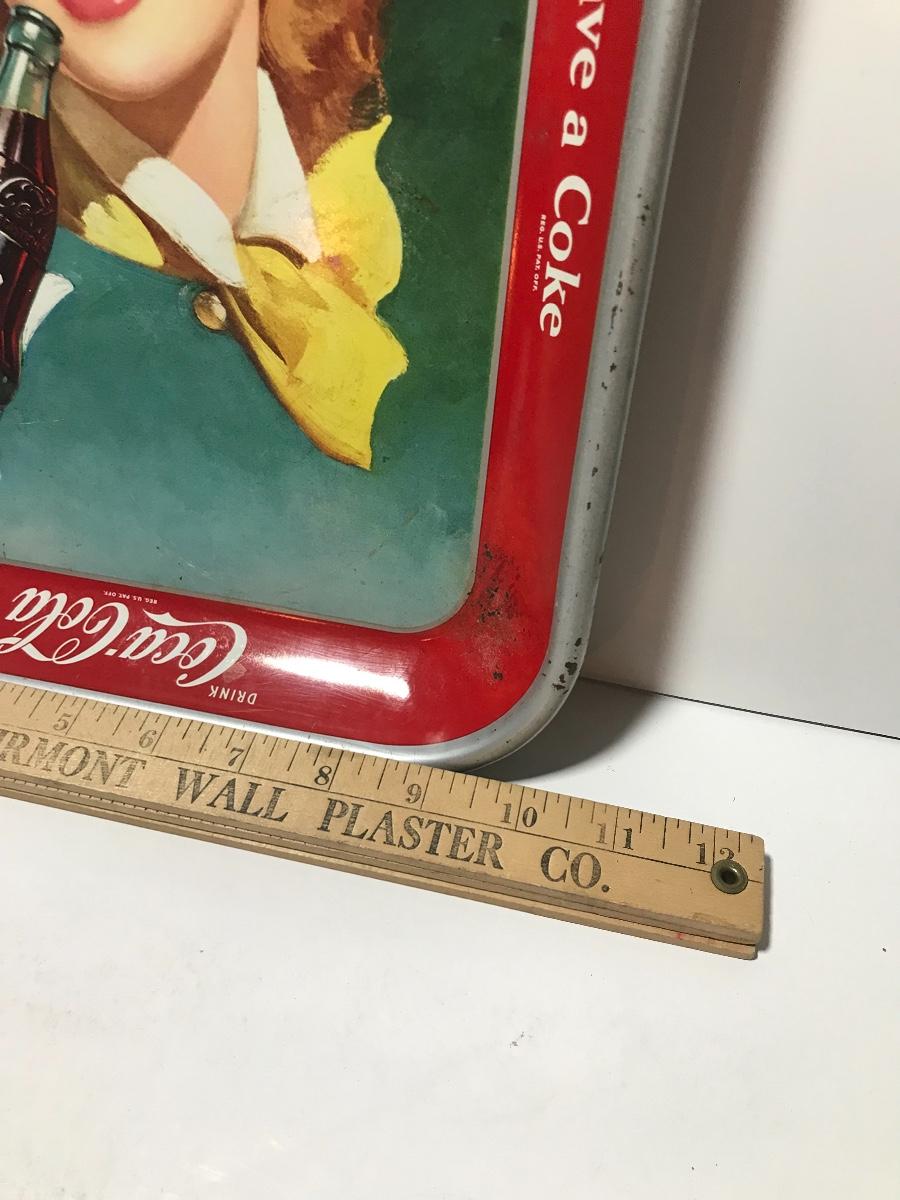 ve a Coke
REG. U.S. PAT. OFF.
DRINK
Coca-Cola
REG. U.S. PAT. OFF.
5 6 7 8 9 10 11 12
RMONT WALL PLASTER CO.